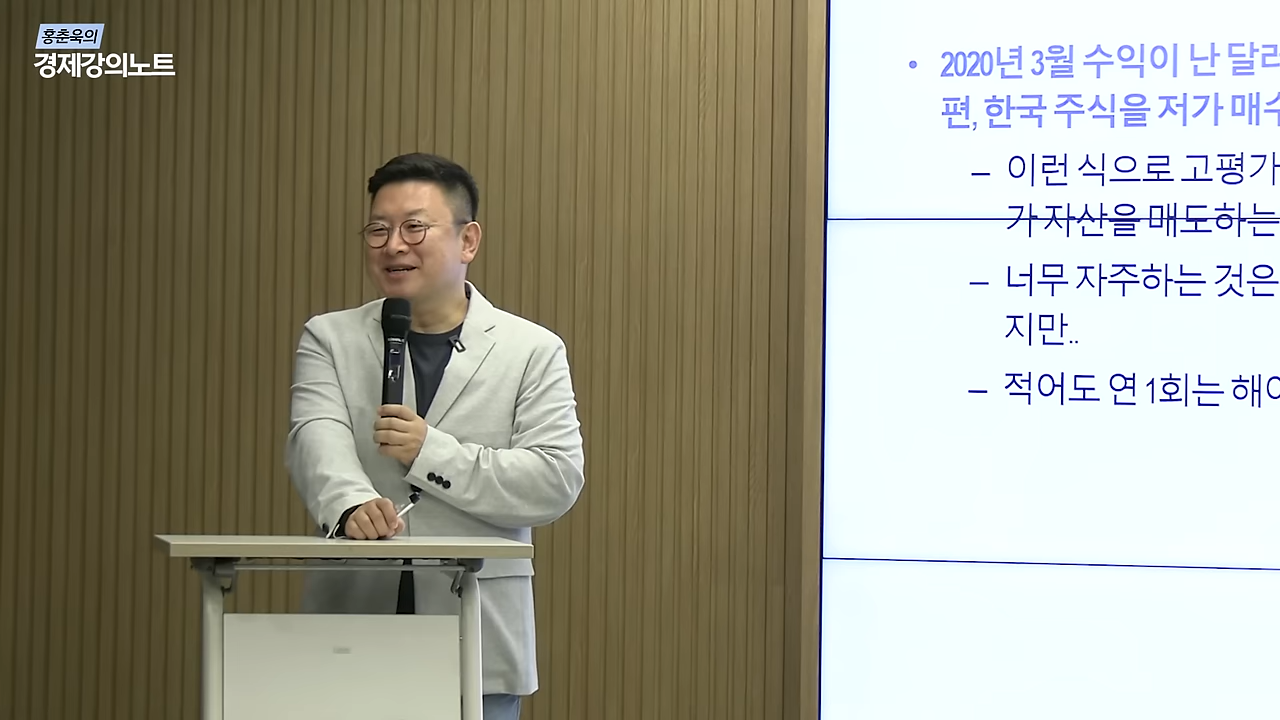 홍춘욱의
경제강의노트
• 2020년 3월 수익이 난 달러
편, 한국 주식을 저가 매수
– 이런 식으로 고평가
가 자산을 매도하는
– 너무 자주하는 것은
지만..
– 적어도 연 1회는 해야